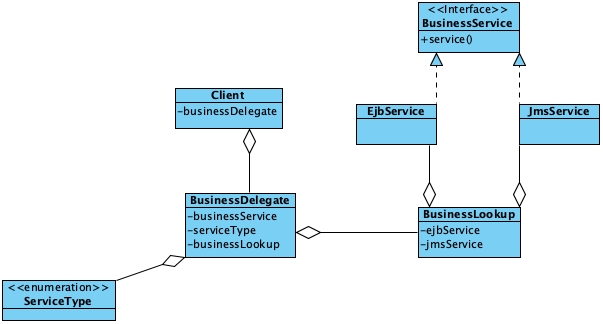 <<Interface>>
BusinessService
+service()
Client
-businessDelegate
EjbService
JmsService
BusinessDelegate
-businessService
-serviceType
-businessLookup
BusinessLookup
-ejbService
-jmsService
<<enumeration>>
ServiceType